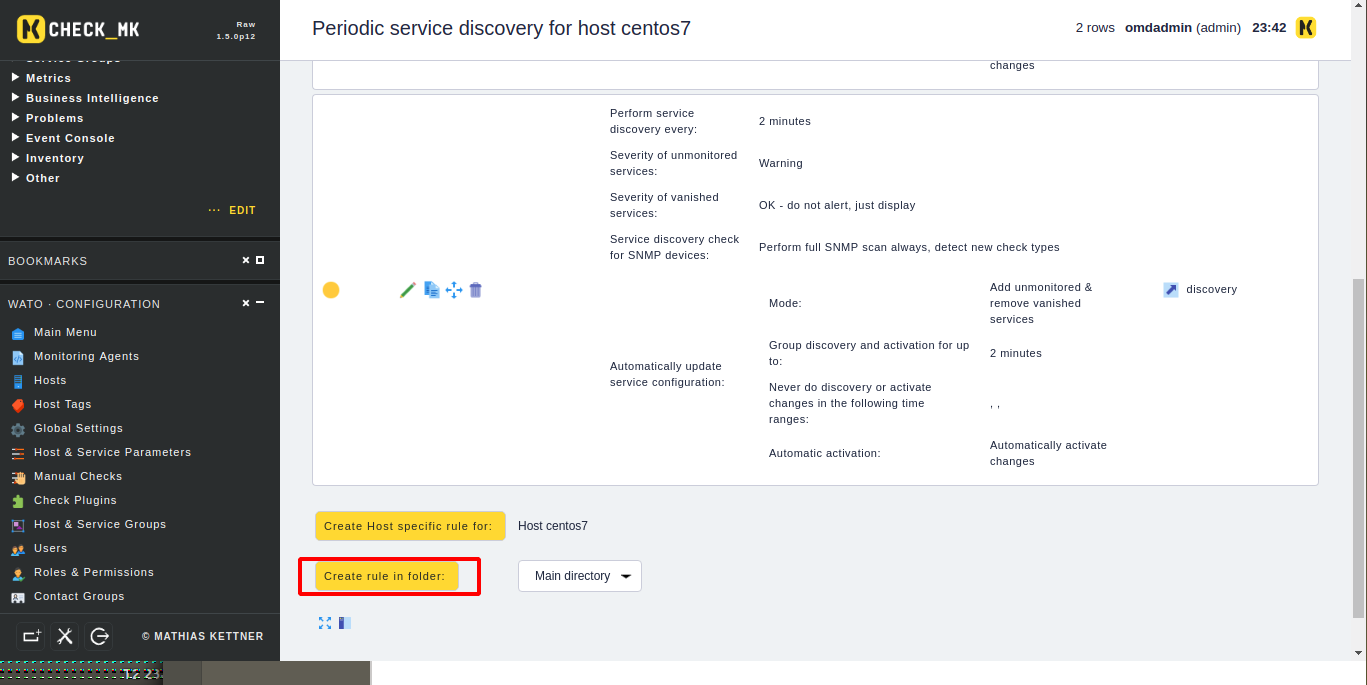 CHECK_MK
Raw
1.5.0p12
Periodic service discovery for host centos7
2 rows omdadmin (admin) 23:42
Service Groups
Metrics
Business Intelligence
Problems
Event Console
Inventory
Other
... EDIT
BOOKMARKS
WATO · CONFIGURATION
Main Menu
Monitoring Agents
Hosts
Host Tags
Global Settings
Host & Service Parameters
Manual Checks
Check Plugins
Host & Service Groups
Users
Roles & Permissions
Contact Groups
© MATHIAS KETTNER
changes
Perform service
discovery every:
2 minutes
Severity of unmonitored
services:
Warning
Severity of vanished
services:
OK - do not alert, just display
Service discovery check
for SNMP devices:
Perform full SNMP scan always, detect new check types
Automatically update
service configuration:
Mode:
Add unmonitored &
remove vanished
services
Group discovery and activation for up
to:
2 minutes
Never do discovery or activate
changes in the following time
ranges:
, ,
Automatic activation:
Automatically activate
changes
discovery
Create Host specific rule for:
Host centos7
Create rule in folder:
Main directory